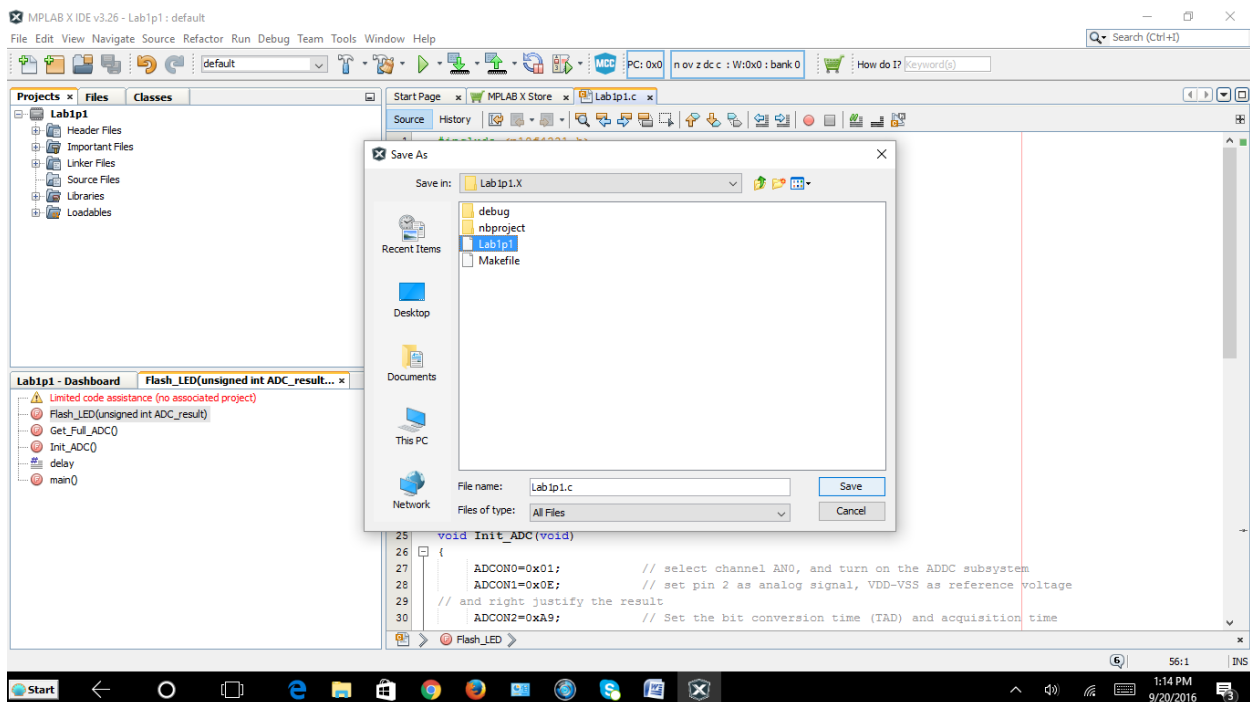 MPLAB X IDE v3.26 - Lab1p1 : default
File Edit View Navigate Source Refactor Run Debug Team Tools Window Help
Search (Ctrl+I)
default
MCC
PC: 0x0
n ov z dc c : W:0x0 : bank 0
How do I?
Keyword(s)
Projects × Files Classes
Start Page × MPLAB X Store × Lab1p1.c ×
Lab1p1
Header Files
Important Files
Linker Files
Source Files
Libraries
Loadables
Source History
Save As
Save in: Lab1p1.X
debug
nbproject
Lab1p1
Makefile
Recent Items
Desktop
Documents
This PC
Network
File name: Lab1p1.c
Save
Files of type: All Files
Cancel
Lab1p1 - Dashboard Flash_LED(unsigned int ADC_result... ×
Limited code assistance (no associated project)
Flash_LED(unsigned int ADC_result)
Get_Full_ADC()
Init_ADC()
delay
main()
25 void Init_ADC(void)
26 {
27 ADCON0=0x01; // select channel AN0, and turn on the ADDC subsystem
28 ADCON1=0x0E; // set pin 2 as analog signal, VDD-VSS as reference voltage
29 // and right justify the result
30 ADCON2=0xA9; // Set the bit conversion time (TAD) and acquisition time
Flash_LED
6
56:1
INS
Start
1:14 PM
9/20/2016
3